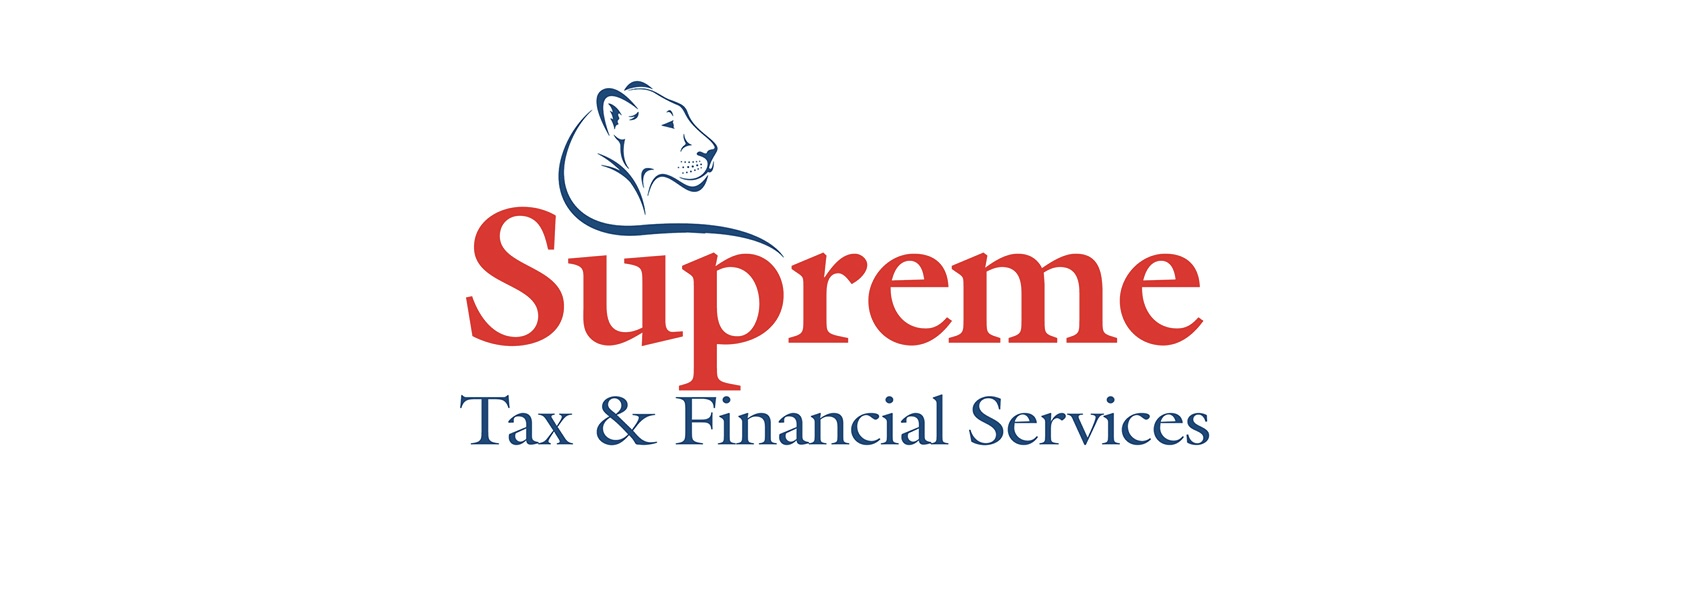 Supreme
Tax & Financial Services